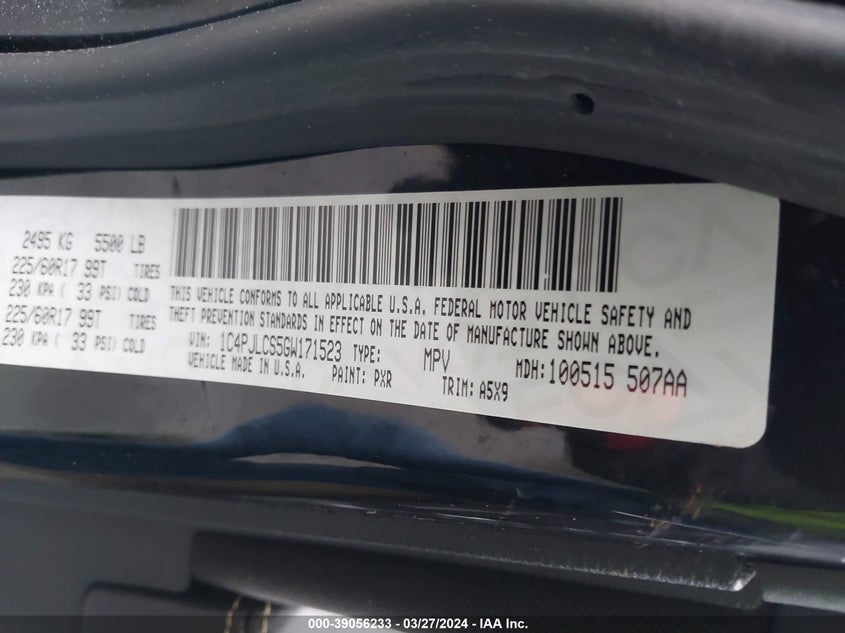 2495 KG 5500 LB
225/60R17 99T TIRES
230 KPA ( 33 PSI) COLD
225/60R17 99T TIRES
230 KPA ( 33 PSI) COLD
THIS VEHICLE CONFORMS TO ALL APPLICABLE U.S.A. FEDERAL MOTOR VEHICLE SAFETY AND
THEFT PREVENTION STANDARDS IN EFFECT ON THE DATE OF MANUFACTURE SHOWN ABOVE.
VIN: 1C4PJLCS5GW171523 TYPE: MPV MDH:100515 507AA
VEHICLE MADE IN U.S.A. PAINT: PXR TRIM: A5X9
000-39056233 - 03/27/2024 - IAA Inc.